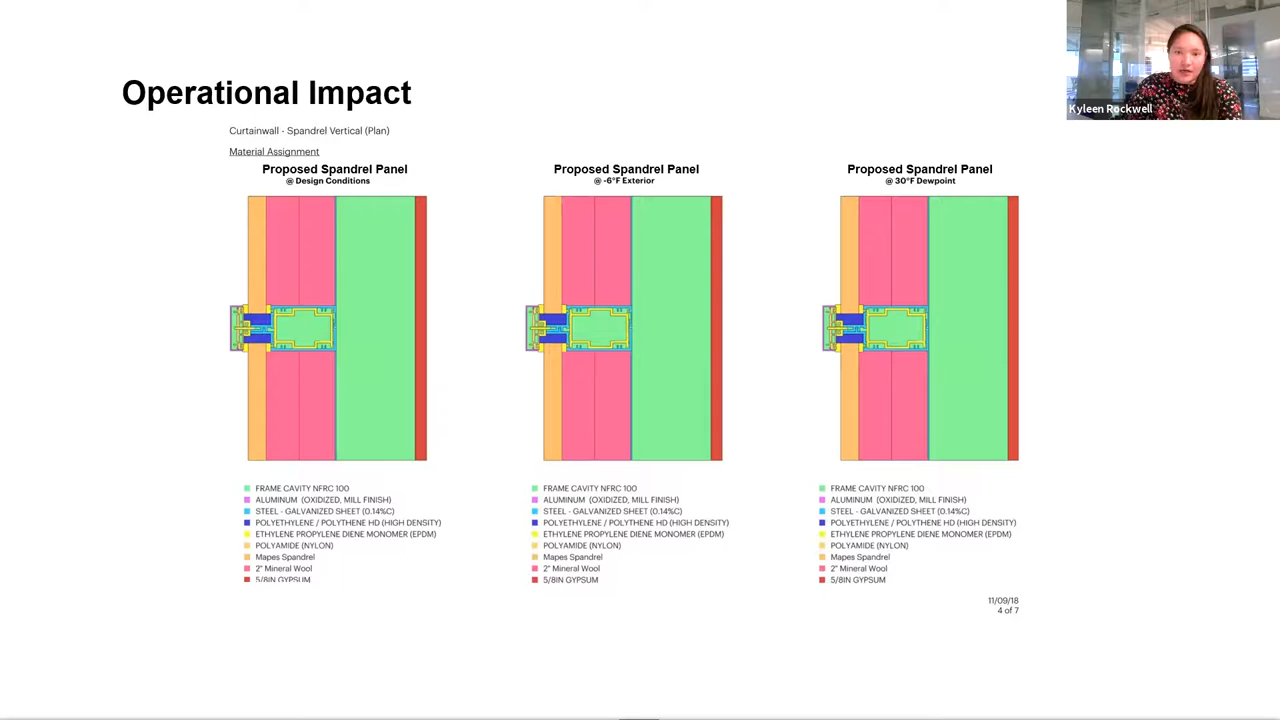 Operational Impact
Kyleen Rockwell
Curtainwall - Spandrel Vertical (Plan)
Material Assignment
Proposed Spandrel Panel
@ Design Conditions
Proposed Spandrel Panel
@ -6°F Exterior
Proposed Spandrel Panel
@ 30°F Dewpoint
FRAME CAVITY NFRC 100
ALUMINUM (OXIDIZED, MILL FINISH)
STEEL - GALVANIZED SHEET (0.14%C)
POLYETHYLENE / POLYTHENE HD (HIGH DENSITY)
ETHYLENE PROPYLENE DIENE MONOMER (EPDM)
POLYAMIDE (NYLON)
Mapes Spandrel
2" Mineral Wool
5/8IN GYPSUM
FRAME CAVITY NFRC 100
ALUMINUM (OXIDIZED, MILL FINISH)
STEEL - GALVANIZED SHEET (0.14%C)
POLYETHYLENE / POLYTHENE HD (HIGH DENSITY)
ETHYLENE PROPYLENE DIENE MONOMER (EPDM)
POLYAMIDE (NYLON)
Mapes Spandrel
2" Mineral Wool
5/8IN GYPSUM
FRAME CAVITY NFRC 100
ALUMINUM (OXIDIZED, MILL FINISH)
STEEL - GALVANIZED SHEET (0.14%C)
POLYETHYLENE / POLYTHENE HD (HIGH DENSITY)
ETHYLENE PROPYLENE DIENE MONOMER (EPDM)
POLYAMIDE (NYLON)
Mapes Spandrel
2" Mineral Wool
5/8IN GYPSUM
11/09/18
4 of 7